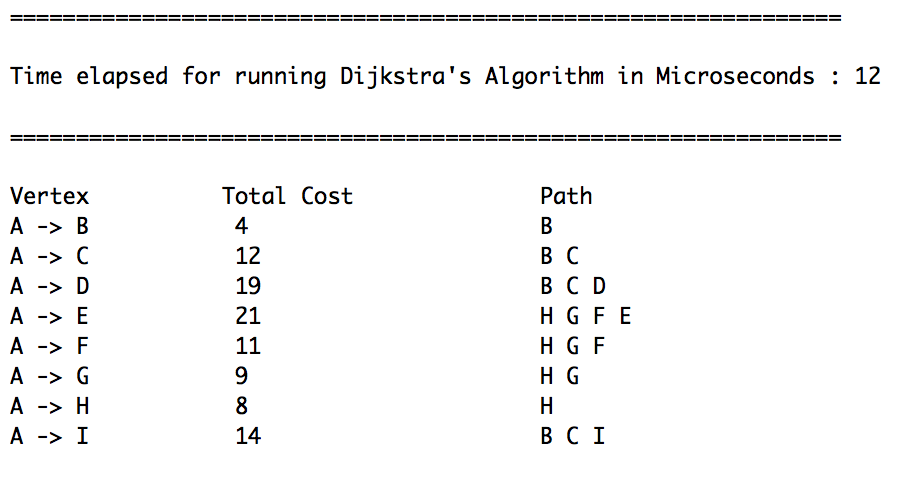 ===============================================================
Time elapsed for running Dijkstra's Algorithm in Microseconds : 12
===============================================================
Vertex          Total Cost              Path
A -> B           4                      B
A -> C           12                     B C
A -> D           19                     B C D
A -> E           21                     H G F E
A -> F           11                     H G F
A -> G           9                      H G
A -> H           8                      H
A -> I           14                     B C I